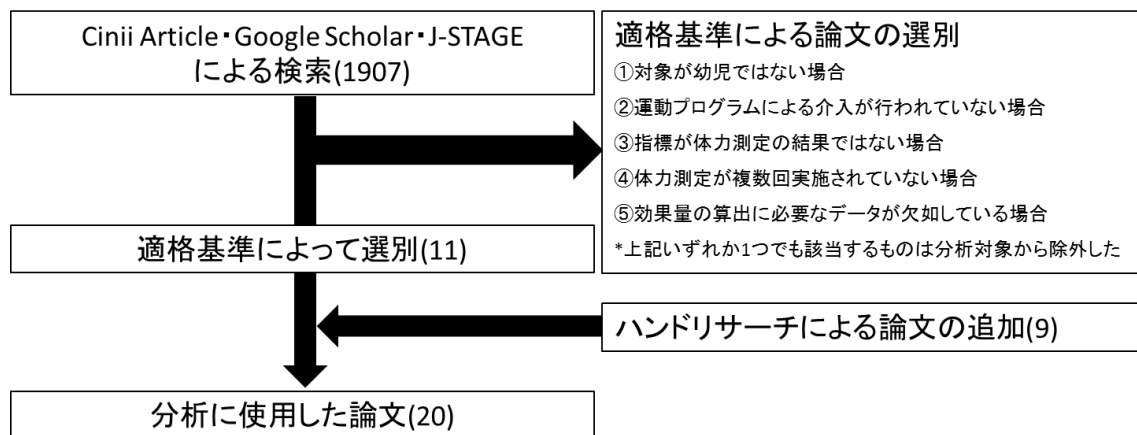 Cinii Article・Google Scholar・J-STAGE
による検索(1907)
適格基準による論文の選別
①対象が幼児ではない場合
②運動プログラムによる介入が行われていない場合
③指標が体力測定の結果ではない場合
④体力測定が複数回実施されていない場合
⑤効果量の算出に必要なデータが欠如している場合
*上記いずれか1つでも該当するものは分析対象から除外した
適格基準によって選別(11)
ハンドリサーチによる論文の追加(9)
分析に使用した論文(20)